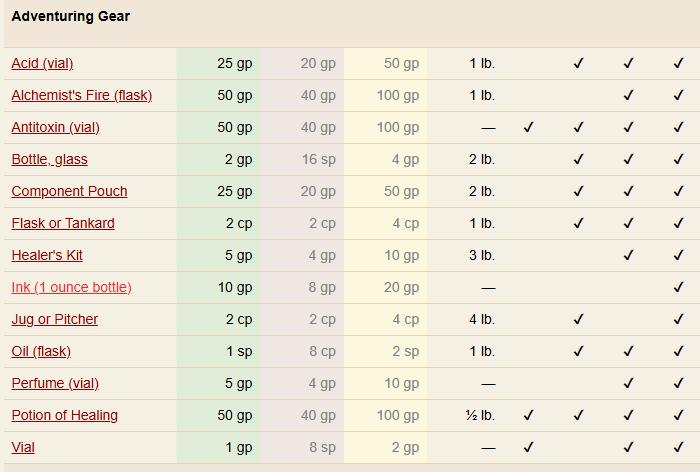 Adventuring Gear
Acid (vial) 25 gp 20 gp 50 gp 1 lb. ✓ ✓ ✓
Alchemist's Fire (flask) 50 gp 40 gp 100 gp 1 lb. ✓ ✓
Antitoxin (vial) 50 gp 40 gp 100 gp — ✓ ✓ ✓ ✓
Bottle, glass 2 gp 16 sp 4 gp 2 lb. ✓ ✓ ✓
Component Pouch 25 gp 20 gp 50 gp 2 lb. ✓ ✓ ✓
Flask or Tankard 2 cp 2 cp 4 cp 1 lb. ✓ ✓ ✓
Healer's Kit 5 gp 4 gp 10 gp 3 lb. ✓ ✓
Ink (1 ounce bottle) 10 gp 8 gp 20 gp — ✓
Jug or Pitcher 2 cp 2 cp 4 cp 4 lb. ✓ ✓
Oil (flask) 1 sp 8 cp 2 sp 1 lb. ✓ ✓ ✓
Perfume (vial) 5 gp 4 gp 10 gp — ✓ ✓
Potion of Healing 50 gp 40 gp 100 gp ½ lb. ✓ ✓ ✓ ✓
Vial 1 gp 8 sp 2 gp — ✓ ✓ ✓